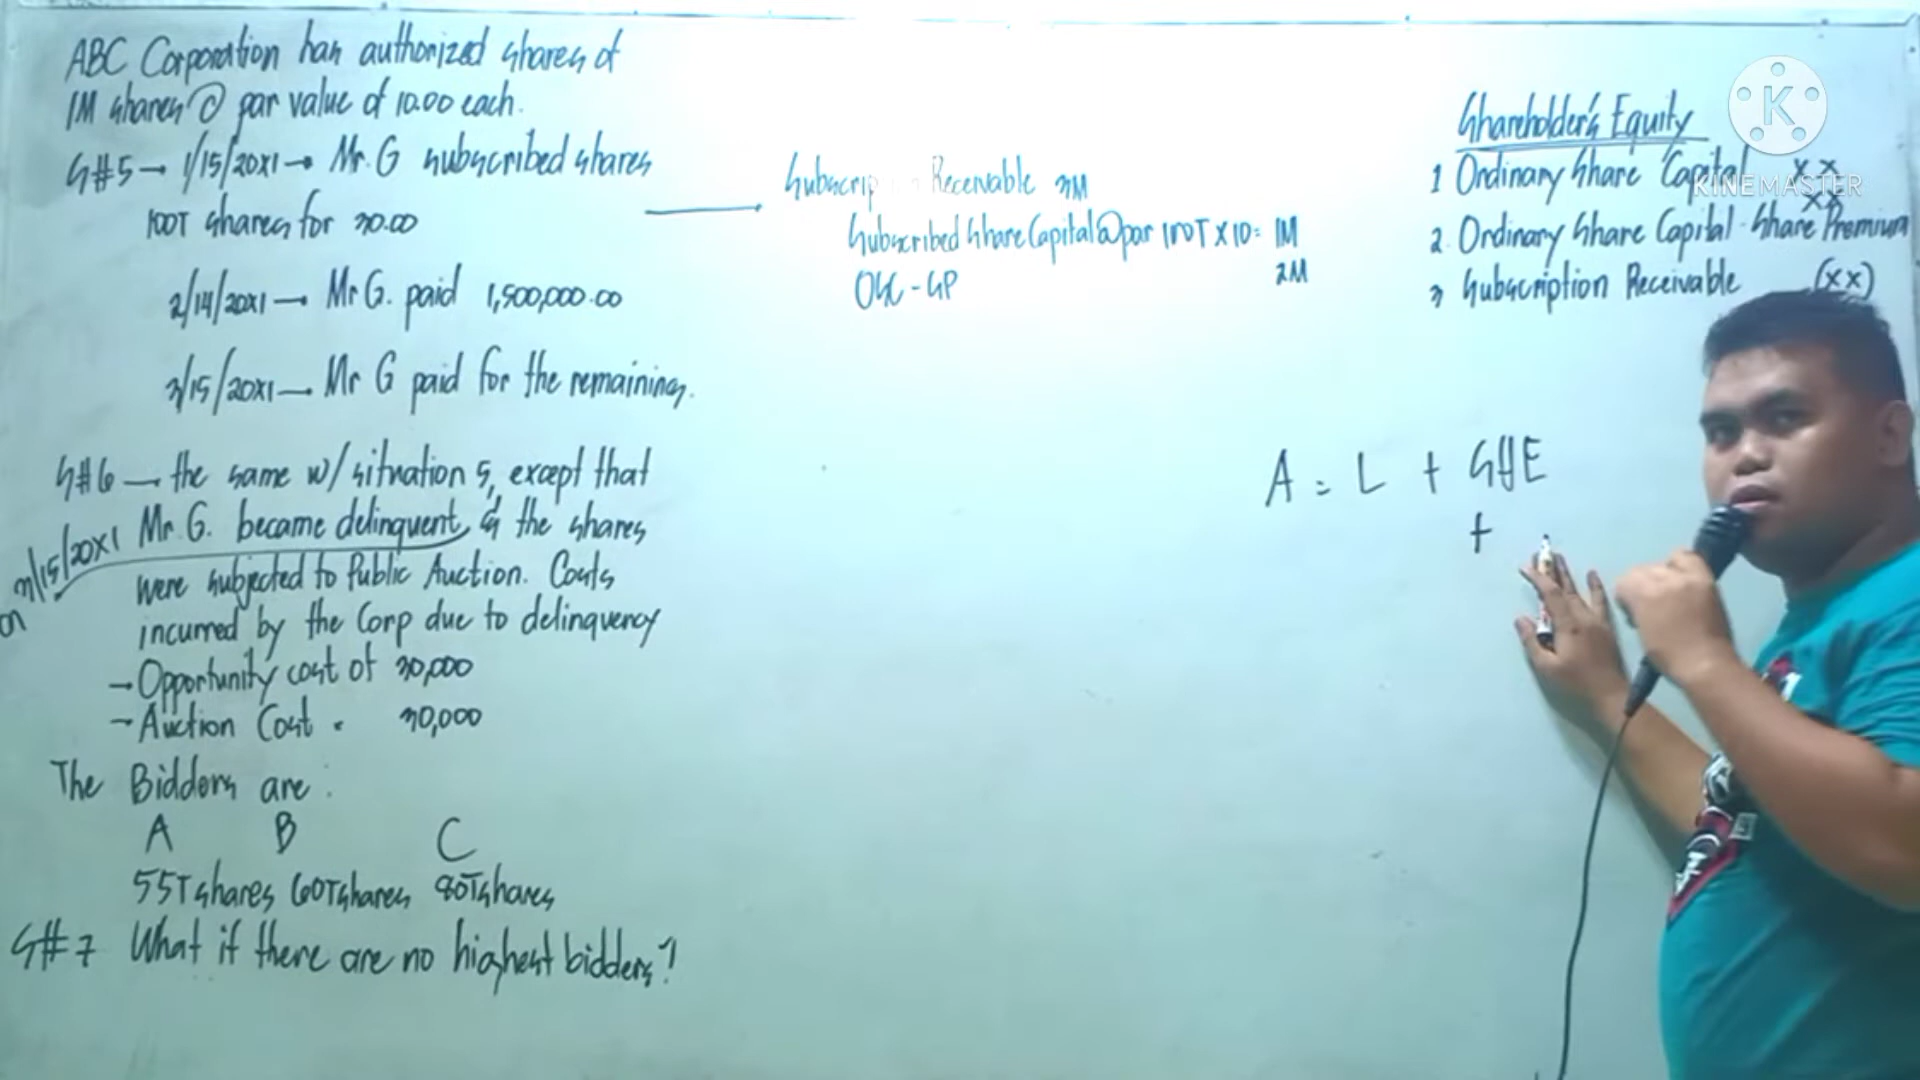 ABC Corporation has authorized shares of
1M shares @ par value of 10.00 each.
S#5 → 1/15/20x1 → Mr. G subscribed shares
100T shares for 30.00
2/14/20x1 → Mr G. paid 1,500,000.00
3/15/20x1 — Mr G paid for the remaining.
S#6 — the same w/ situation 5, except that
on 3/15/20x1 Mr. G. became delinquent, & the shares
were subjected to Public Auction. Costs
incurred by the Corp due to delinquency
- Opportunity cost of 30,000
- Auction Cost = 30,000
The Bidders are :
A B C
55T shares 60T shares 80T shares
S#7 What if there are no highest bidders?
Receivable 3M
Subscribed Share Capital @ par 100T x 10 = 1M
OSC - SP 2M
Shareholder's Equity
1 Ordinary Share Capital xx
xx
2. Ordinary Share Capital - Share Premium
3 Subscription Receivable (xx)
A = L + SHE
+
K
KINEMASTER